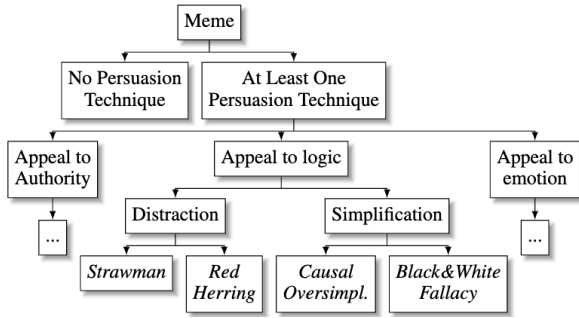 Meme
No Persuasion
Technique
At Least One
Persuasion Technique
Appeal to
Authority
Appeal to logic
Appeal to
emotion
...
Distraction
Simplification
...
Strawman
Red
Herring
Causal
Oversimpl.
Black&White
Fallacy